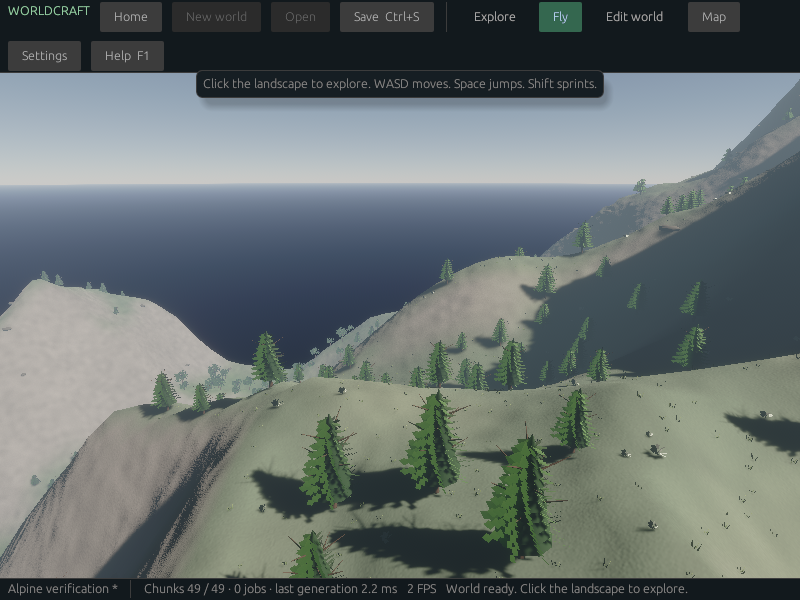 WORLDCRAFT Home New world Open Save Ctrl+S Explore Fly Edit world Map
Settings Help F1
Click the landscape to explore. WASD moves. Space jumps. Shift sprints.
Alpine verification * Chunks 49 / 49 · 0 jobs · last generation 2.2 ms 2 FPS World ready. Click the landscape to explore.